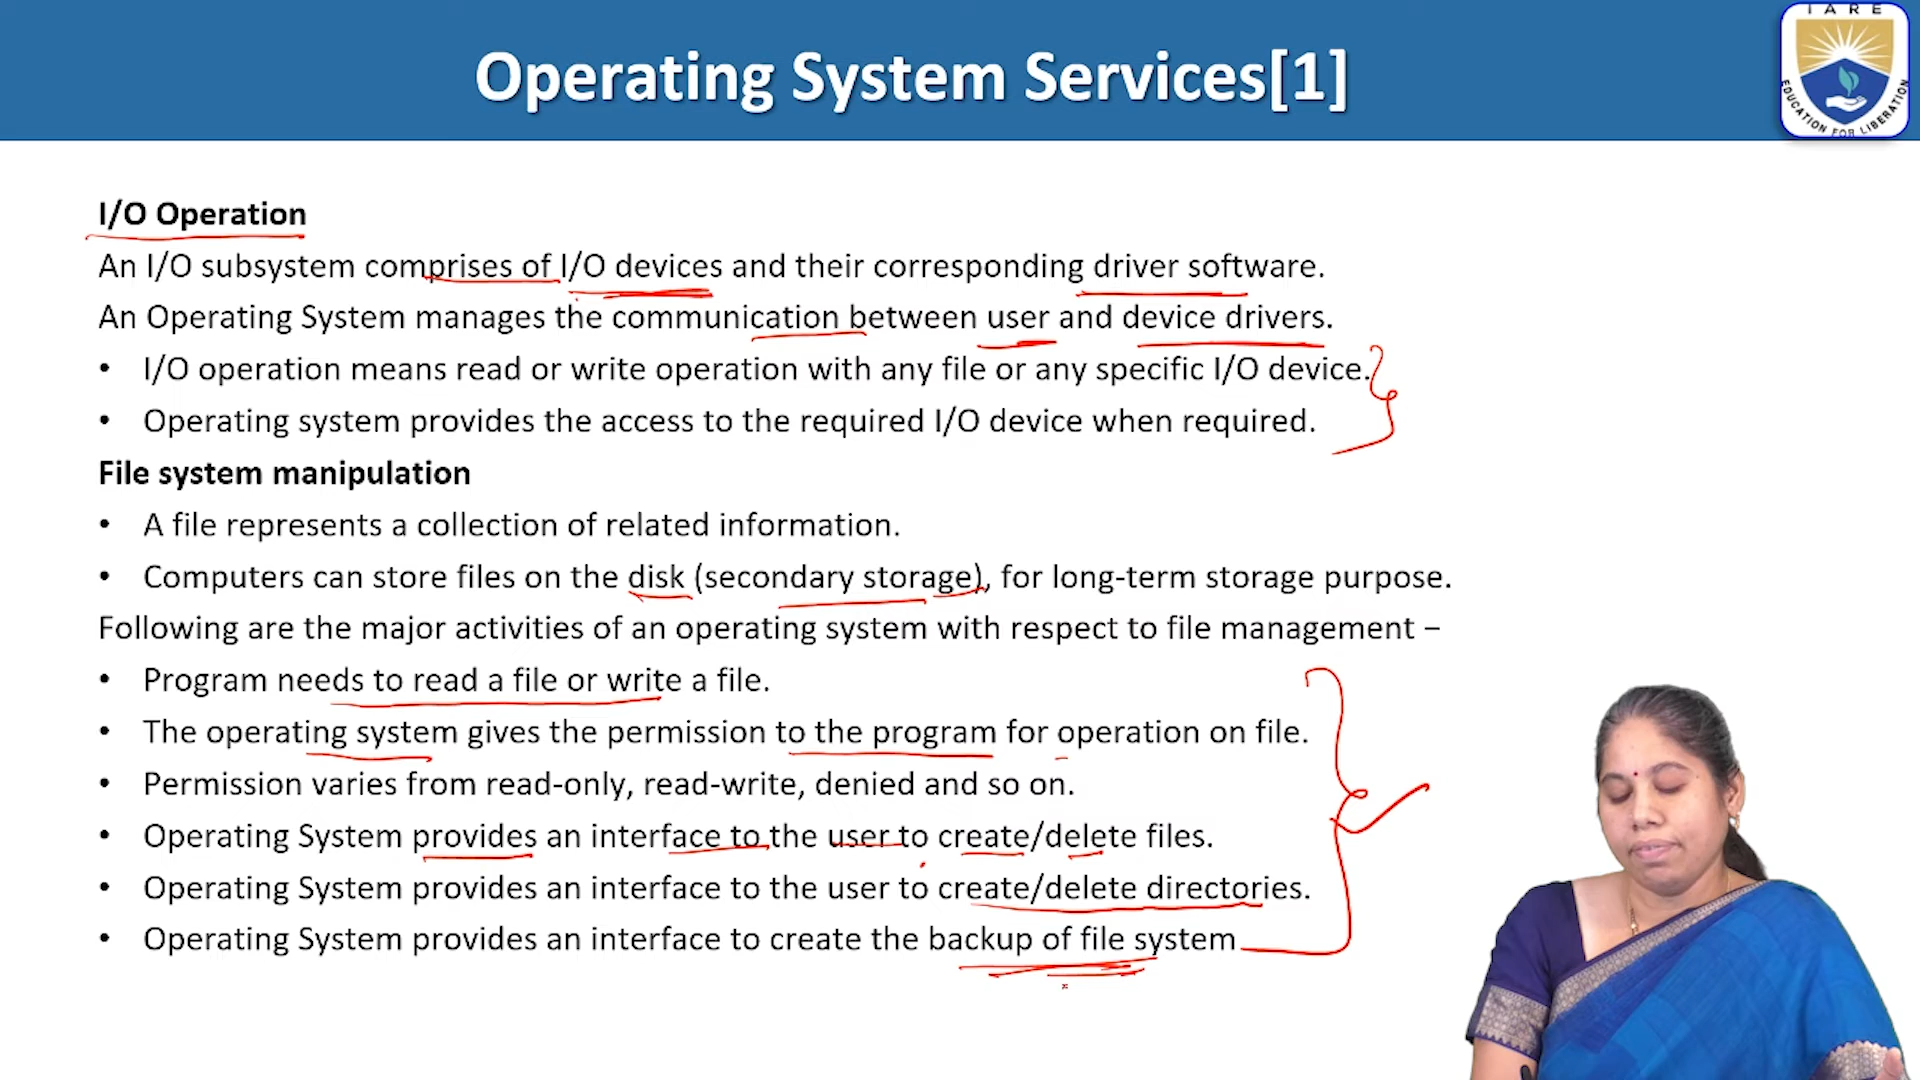 Operating System Services[1]
IARE
EDUCATION FOR LIBERATION
I/O Operation
An I/O subsystem comprises of I/O devices and their corresponding driver software.
An Operating System manages the communication between user and device drivers.
• I/O operation means read or write operation with any file or any specific I/O device.
• Operating system provides the access to the required I/O device when required.
File system manipulation
• A file represents a collection of related information.
• Computers can store files on the disk (secondary storage), for long-term storage purpose.
Following are the major activities of an operating system with respect to file management −
• Program needs to read a file or write a file.
• The operating system gives the permission to the program for operation on file.
• Permission varies from read-only, read-write, denied and so on.
• Operating System provides an interface to the user to create/delete files.
• Operating System provides an interface to the user to create/delete directories.
• Operating System provides an interface to create the backup of file system